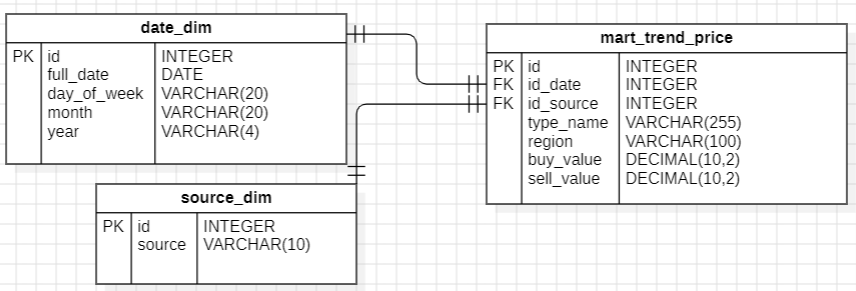 date_dim
PK id INTEGER
full_date DATE
day_of_week VARCHAR(20)
month VARCHAR(20)
year VARCHAR(4)
mart_trend_price
PK id INTEGER
FK id_date INTEGER
FK id_source INTEGER
type_name VARCHAR(255)
region VARCHAR(100)
buy_value DECIMAL(10,2)
sell_value DECIMAL(10,2)
source_dim
PK id INTEGER
source VARCHAR(10)